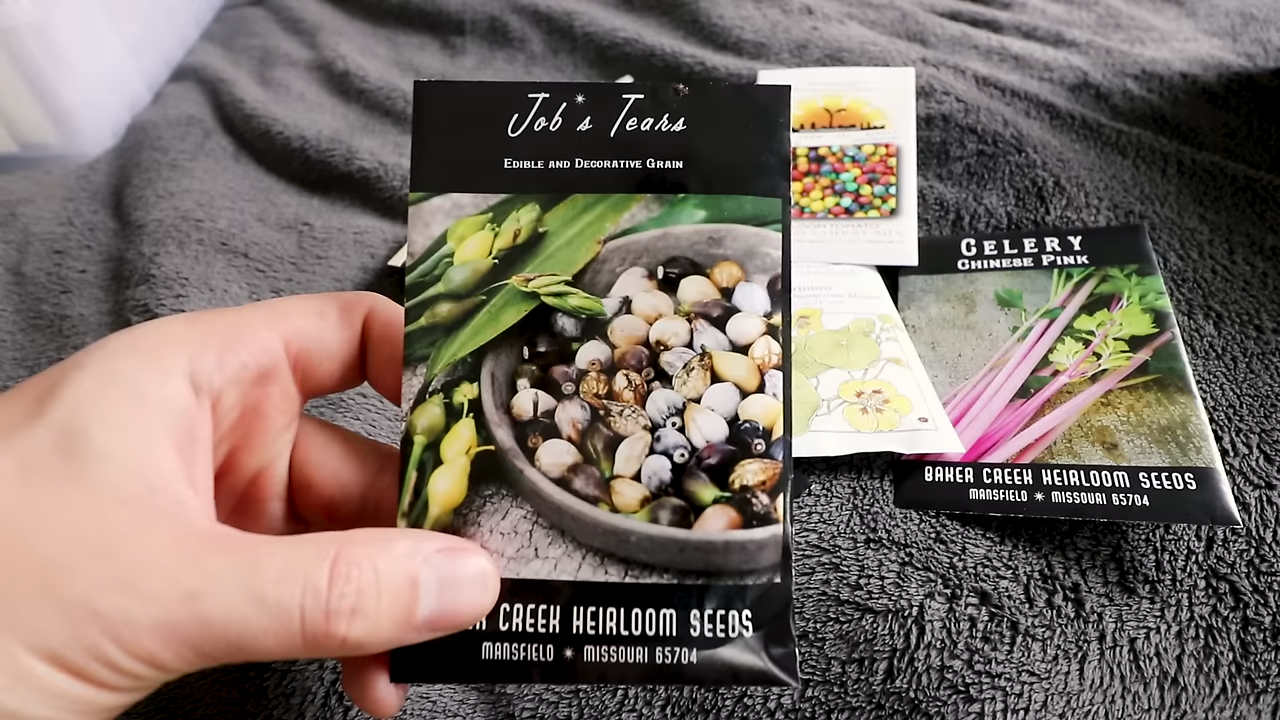 Job's Tears
Edible and Decorative Grain
CREEK HEIRLOOM SEEDS
MANSFIELD ✴ MISSOURI 65704
TOMATO
CELERY
CHINESE PINK
BAKER CREEK HEIRLOOM SEEDS
MANSFIELD ✴ MISSOURI 65704